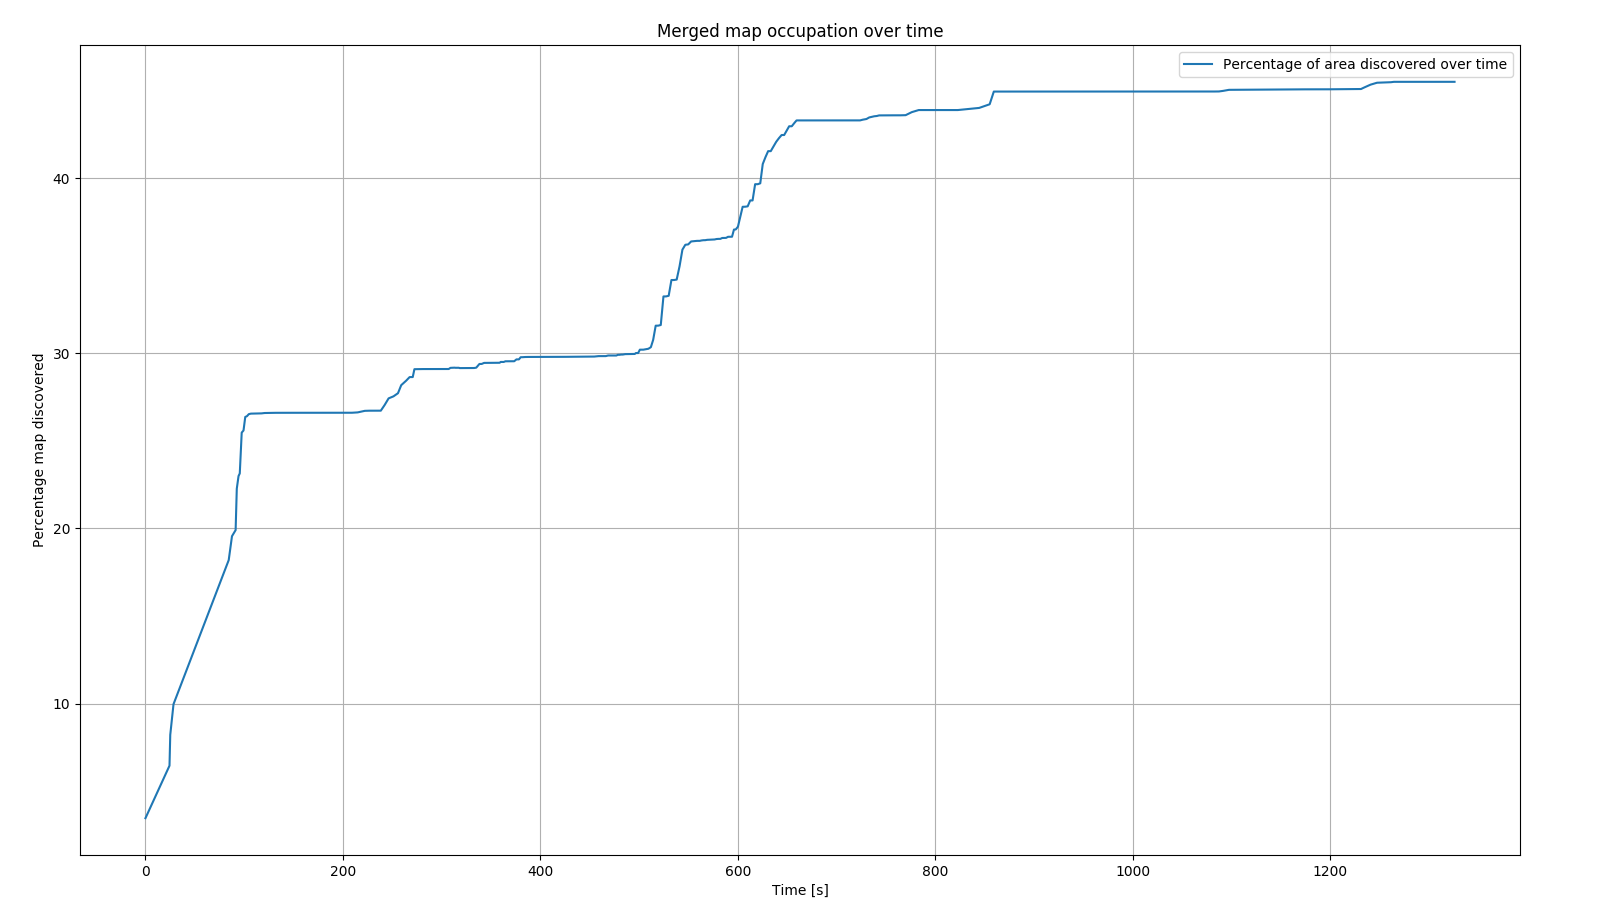 Merged map occupation over time
Percentage of area discovered over time
Percentage map discovered
40
30
20
10
0 200 400 600 800 1000 1200
Time [s]